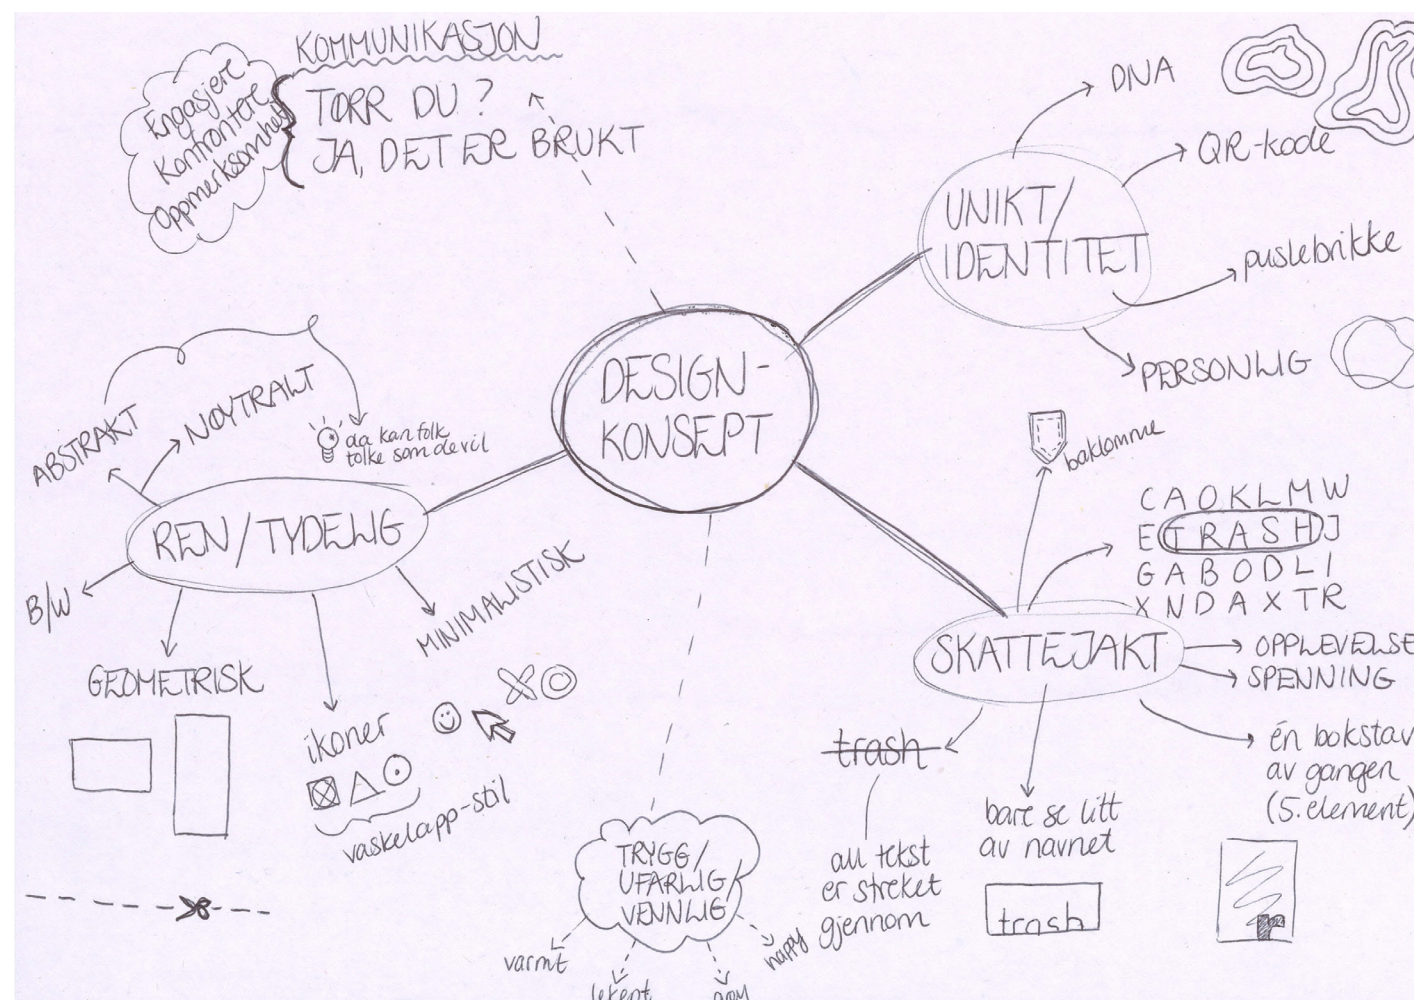 KOMMUNIKASJON
TØRR DU ?
JA, DET ER BRUKT
Engasjere
Konfrontere
Oppmerksomhet
DESIGN-
KONSEPT
UNIKT/
IDENTITET
DNA
QR-kode
puslebrikke
PERSONLIG
REN/TYDELIG
ABSTRAKT
NØYTRALT
da kan folk
tolke som de vil
B/W
GEOMETRISK
ikoner
vaskelapp-stil
MINIMALISTISK
SKATTEJAKT
baklomme
C A O K L M W
E T R A S H J
G A B O D L I
X N D A X T R
OPPLEVELSE
SPENNING
én bokstav
av gangen
(5. element)
r
bare se litt
av navnet
trash
trash
all tekst
er streket
gjennom
TRYGG/
UFARLIG/
VENNLIG
varmt
lekent
happy